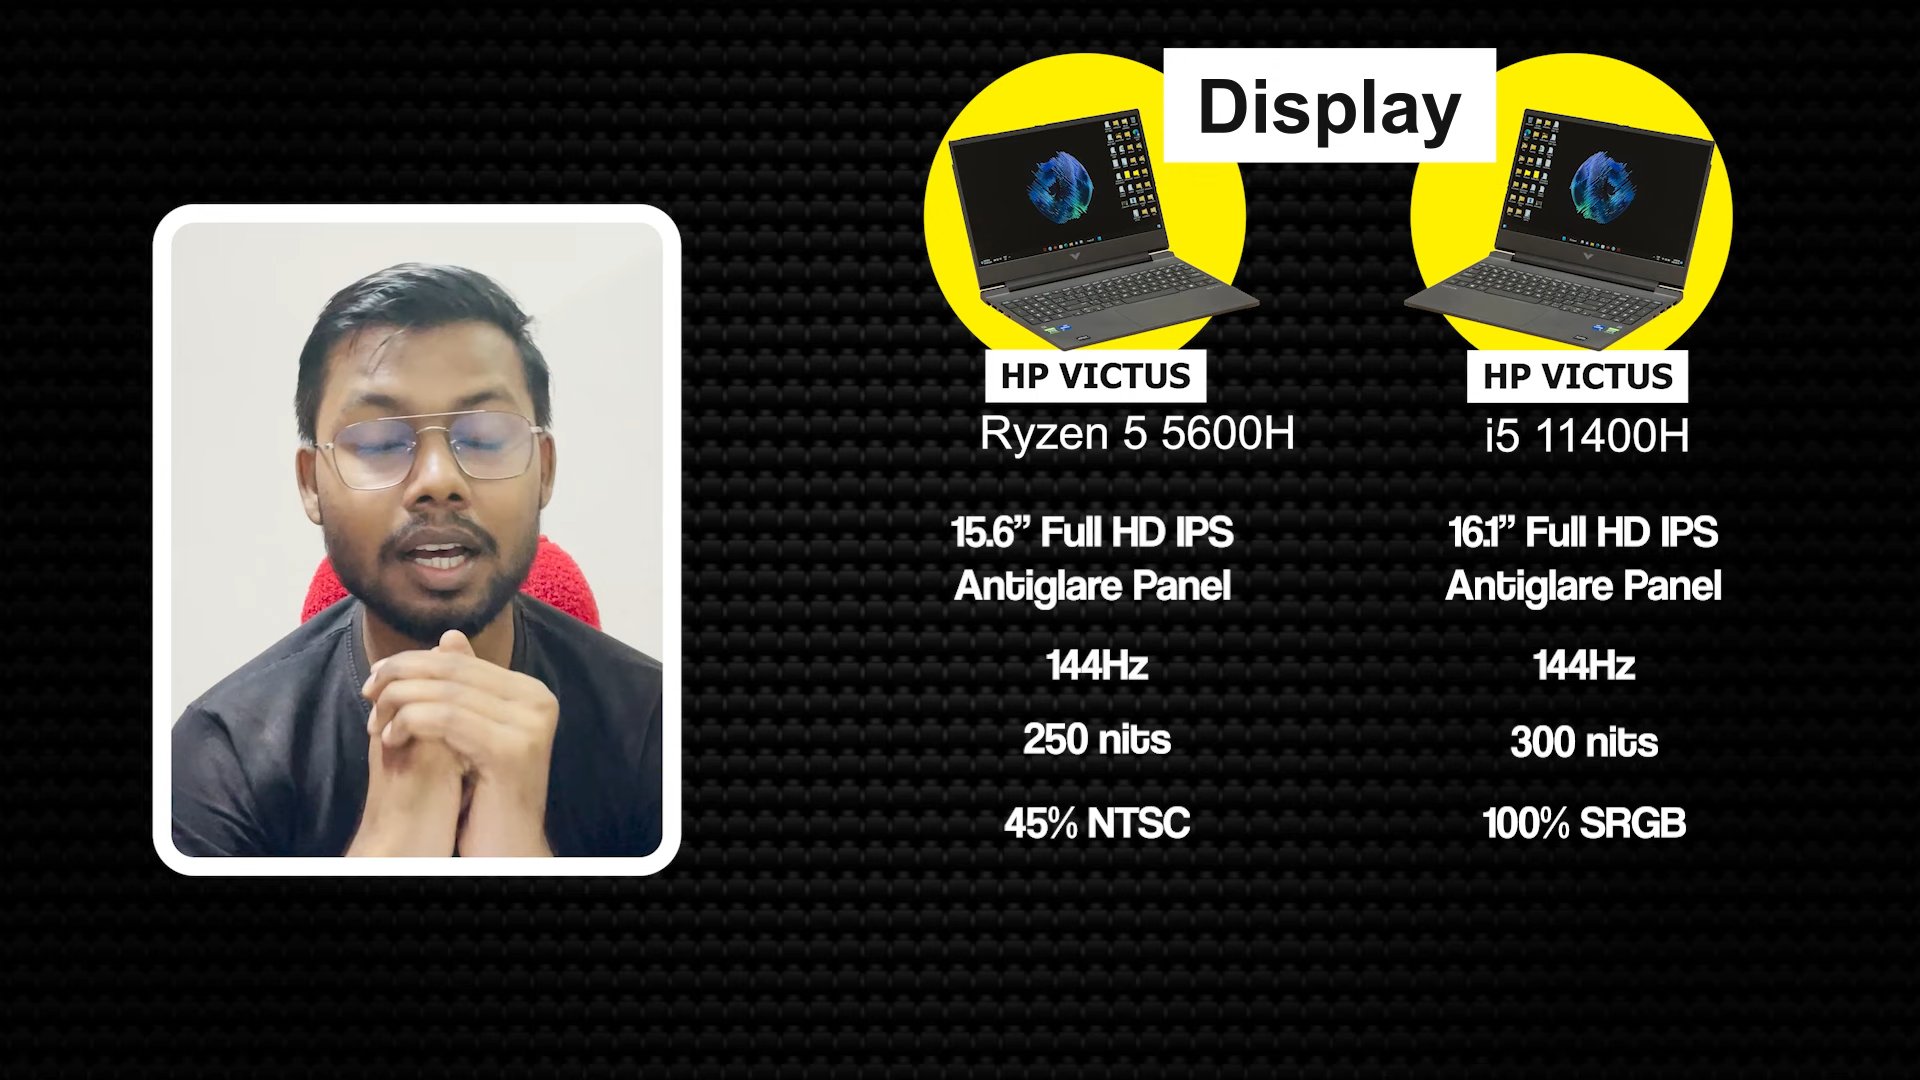 Display
HP VICTUS
Ryzen 5 5600H
15.6” Full HD IPS
Antiglare Panel
144Hz
250 nits
45% NTSC
HP VICTUS
i5 11400H
16.1” Full HD IPS
Antiglare Panel
144Hz
300 nits
100% SRGB